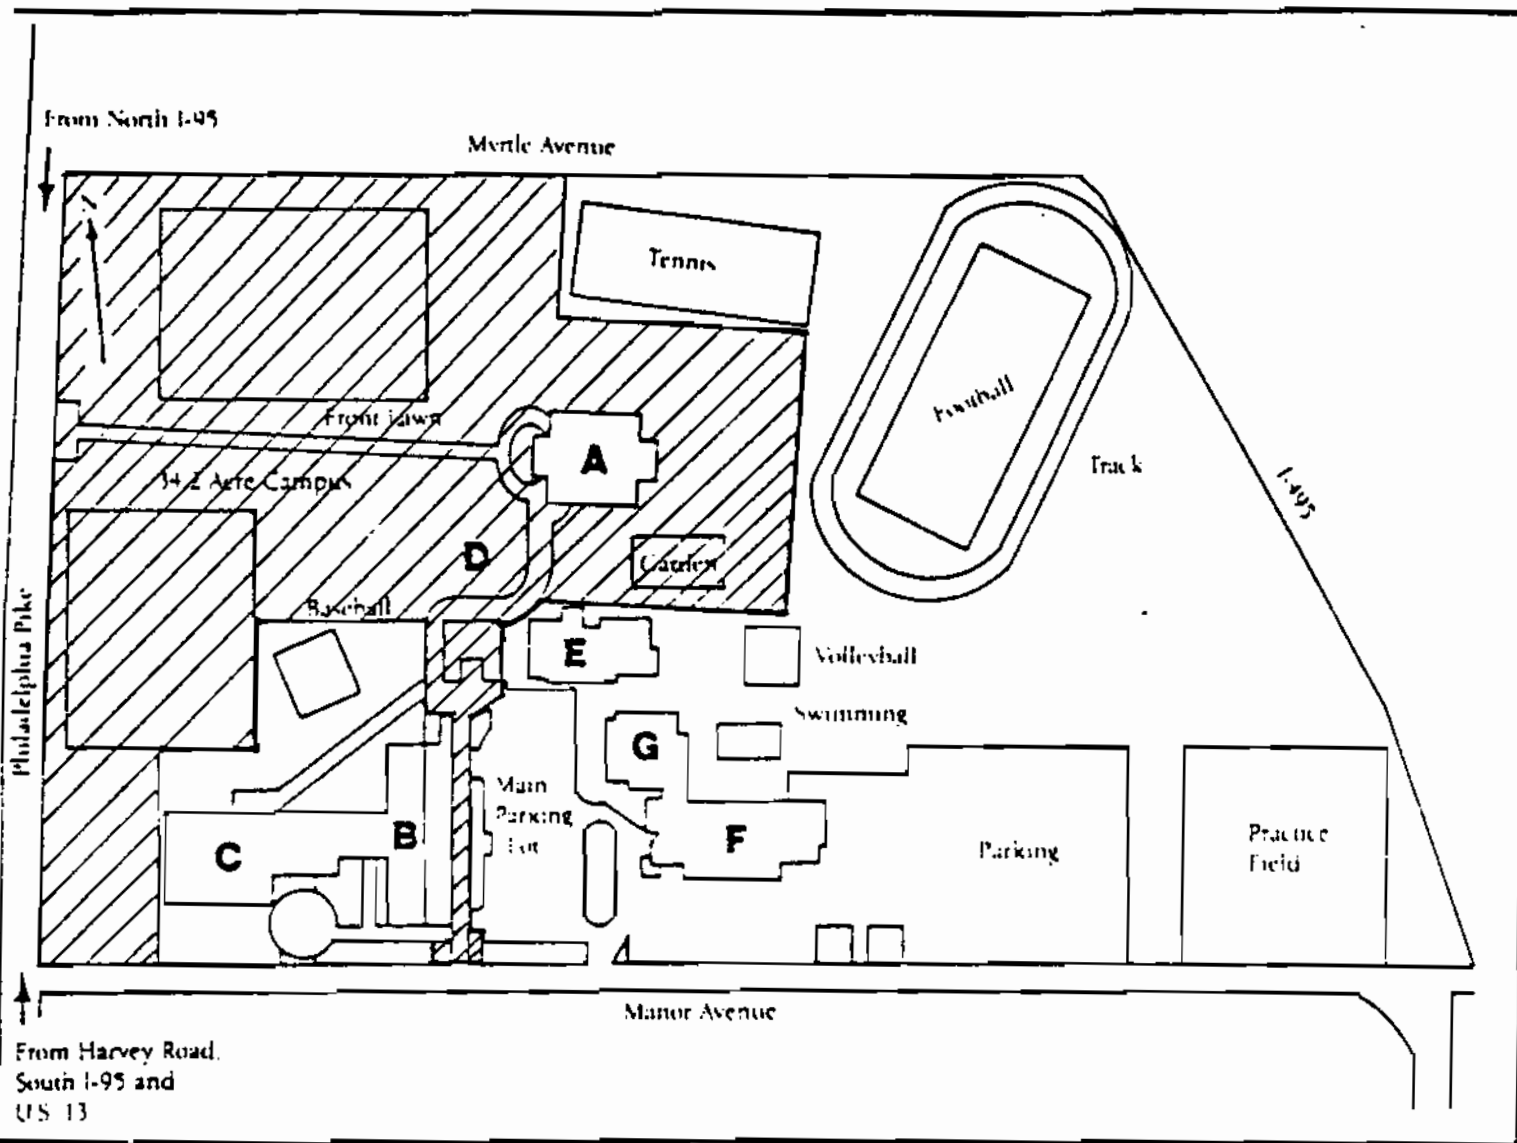 From North I-95
Myrtle Avenue
N
Tennis
Football
Front Lawn
A
Track
34.2 Acre Campus
I-495
D
Garden
Baseball
Philadelphia Pike
E
Volleyball
Swimming
G
Main
Parking
Lot
B
C
F
Parking
Practice
Field
Manor Avenue
From Harvey Road,
South I-95 and
U.S. 13